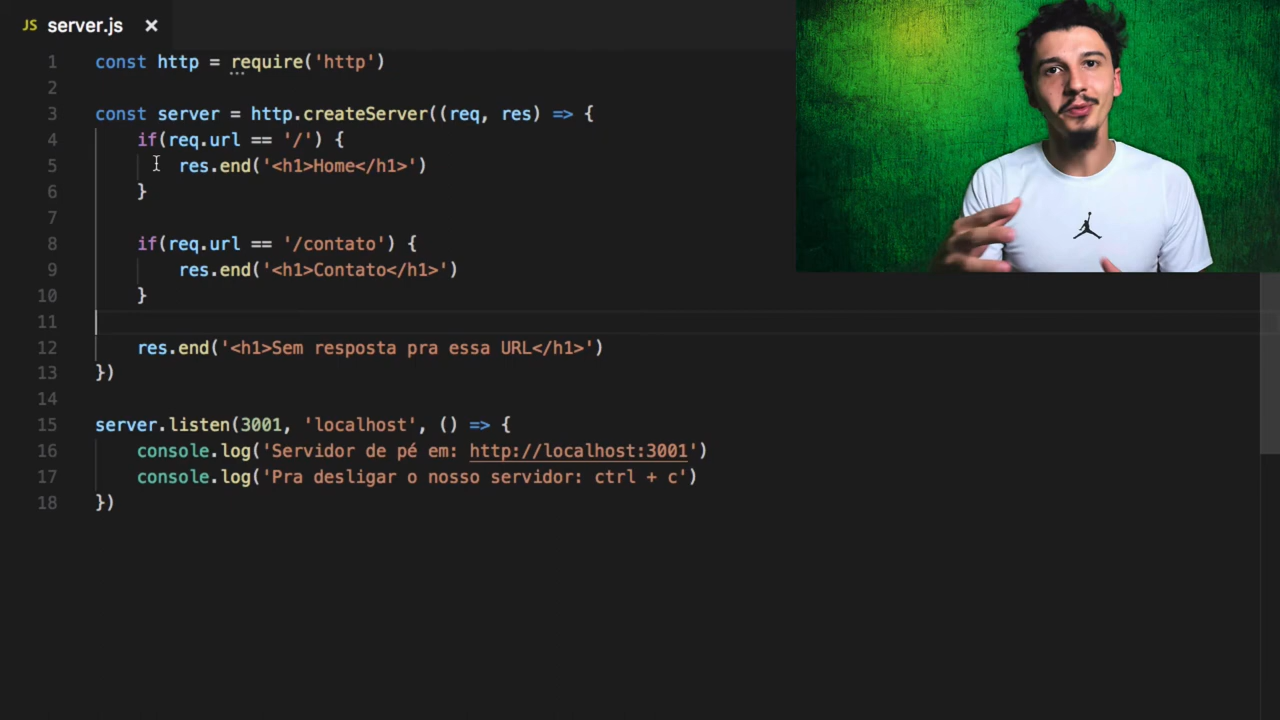 JS server.js ×
1 const http = require('http')
2
3 const server = http.createServer((req, res) => {
4 if(req.url == '/') {
5 res.end('<h1>Home</h1>')
6 }
7
8 if(req.url == '/contato') {
9 res.end('<h1>Contato</h1>')
10 }
11
12 res.end('<h1>Sem resposta pra essa URL</h1>')
13 })
14
15 server.listen(3001, 'localhost', () => {
16 console.log('Servidor de pé em: http://localhost:3001')
17 console.log('Pra desligar o nosso servidor: ctrl + c')
18 })